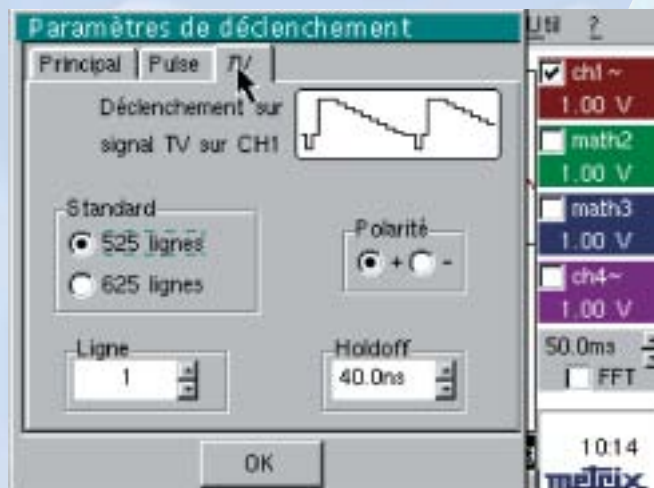 Paramètres de déclenchement
Principal
Pulse
TV
Déclenchement sur
signal TV sur CH1
Standard
525 lignes
625 lignes
Polarité
+
-
Ligne
1
Holdoff
40.0ns
OK
Util ?
ch1 ~
1.00 V
math2
1.00 V
math3
1.00 V
ch4~
1.00 V
50.0ms
FFT
10:14
metrix